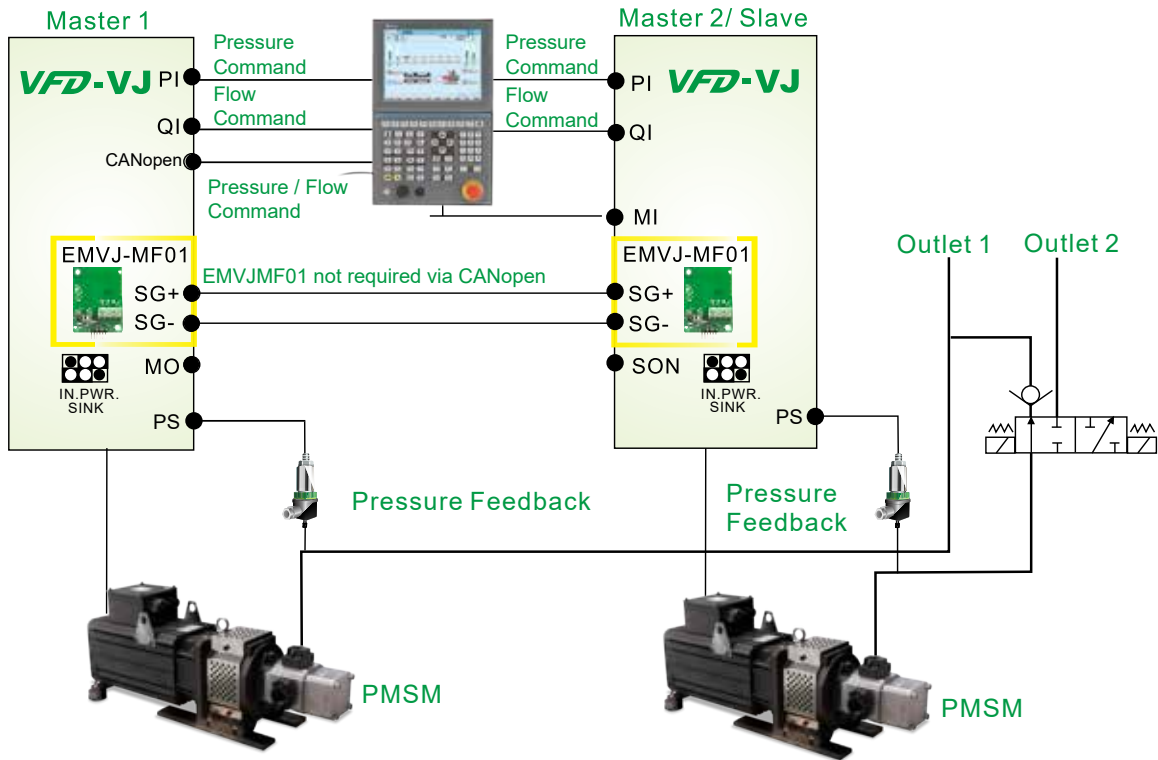 Master 1
Master 2/ Slave
VFD-VJ
PI
Pressure
Command
Flow
Command
QI
CANopen
Pressure / Flow
Command
Pressure
Command
Flow
Command
PI
VFD-VJ
QI
MI
EMVJ-MF01
EMVJMF01 not required via CANopen
SG+
SG-
MO
IN.PWR.
SINK
PS
EMVJ-MF01
SG+
SG-
SON
IN.PWR.
SINK
PS
Outlet 1
Outlet 2
Pressure Feedback
Pressure
Feedback
PMSM
PMSM